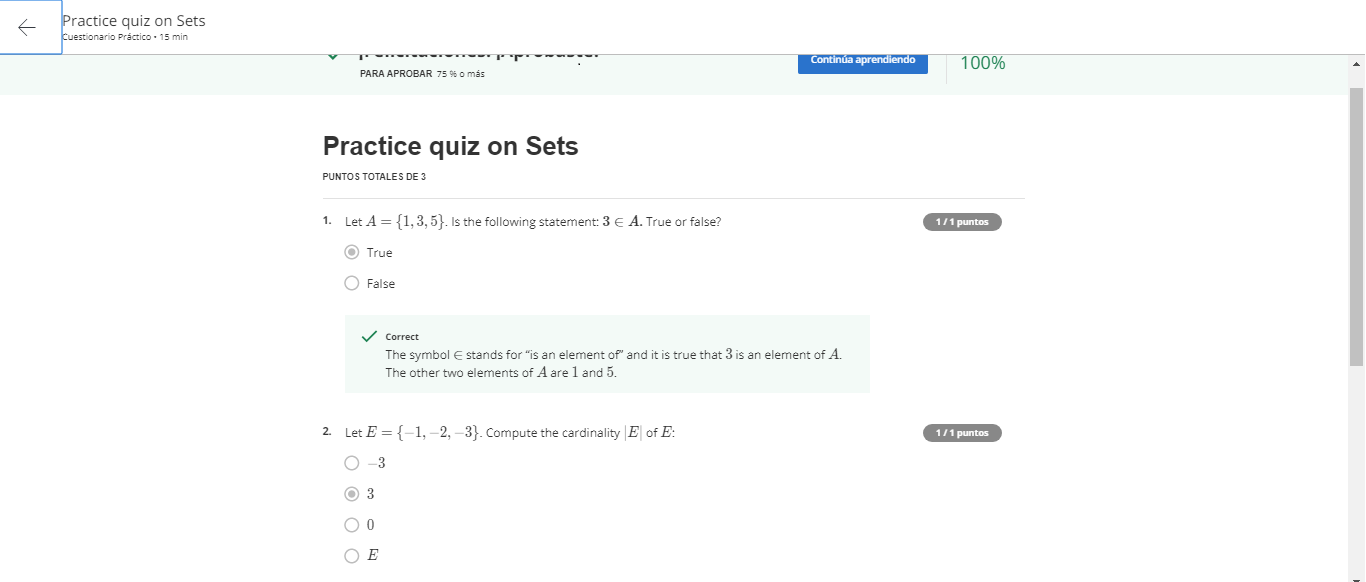 Practice quiz on Sets
Cuestionario Práctico • 15 min
PARA APROBAR 75 % o más
Continúa aprendiendo
100%
Practice quiz on Sets
PUNTOS TOTALES DE 3
1. Let A = {1, 3, 5}. Is the following statement: 3 ∈ A. True or false?
1 / 1 puntos
True
False
Correct
The symbol ∈ stands for “is an element of” and it is true that 3 is an element of A.
The other two elements of A are 1 and 5.
2. Let E = {−1, −2, −3}. Compute the cardinality |E| of E:
1 / 1 puntos
−3
3
0
E